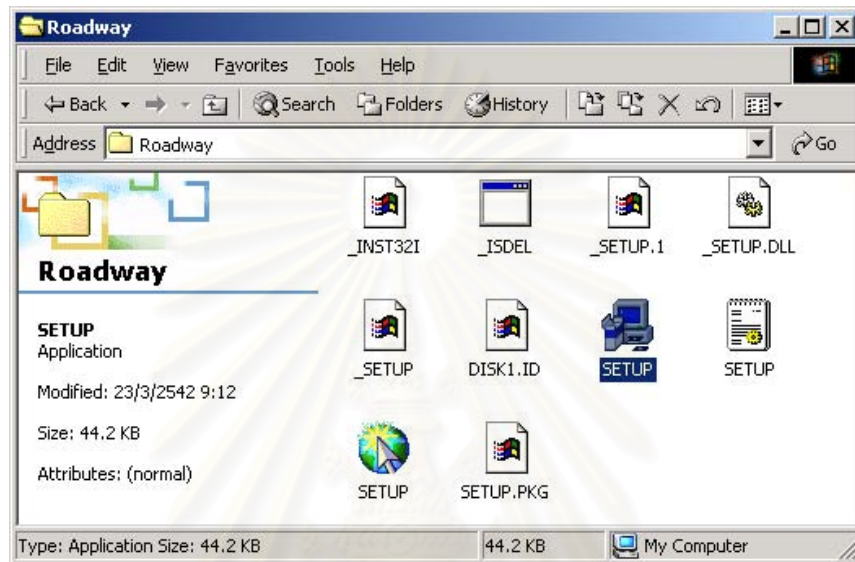 Roadway
File Edit View Favorites Tools Help
Back Search Folders History
Address Roadway Go
Roadway
SETUP
Application
Modified: 23/3/2542 9:12
Size: 44.2 KB
Attributes: (normal)
_INST32I _ISDEL _SETUP.1 _SETUP.DLL
_SETUP DISK1.ID SETUP SETUP
SETUP SETUP.PKG
Type: Application Size: 44.2 KB 44.2 KB My Computer